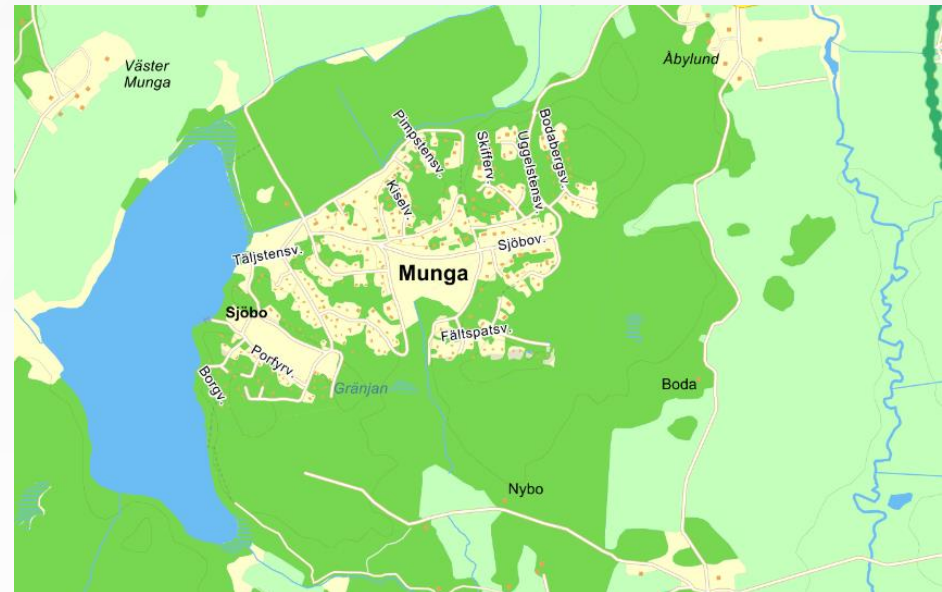 Väster
Munga
Åbylund
Pimpstensv.
Skifferv.
Uggelstensv.
Bodabergsv.
Kiselv.
Sjöbov.
Täljstensv.
Munga
Sjöbo
Fältspatsv.
Porfyrv.
Borgv.
Gränjan
Boda
Nybo